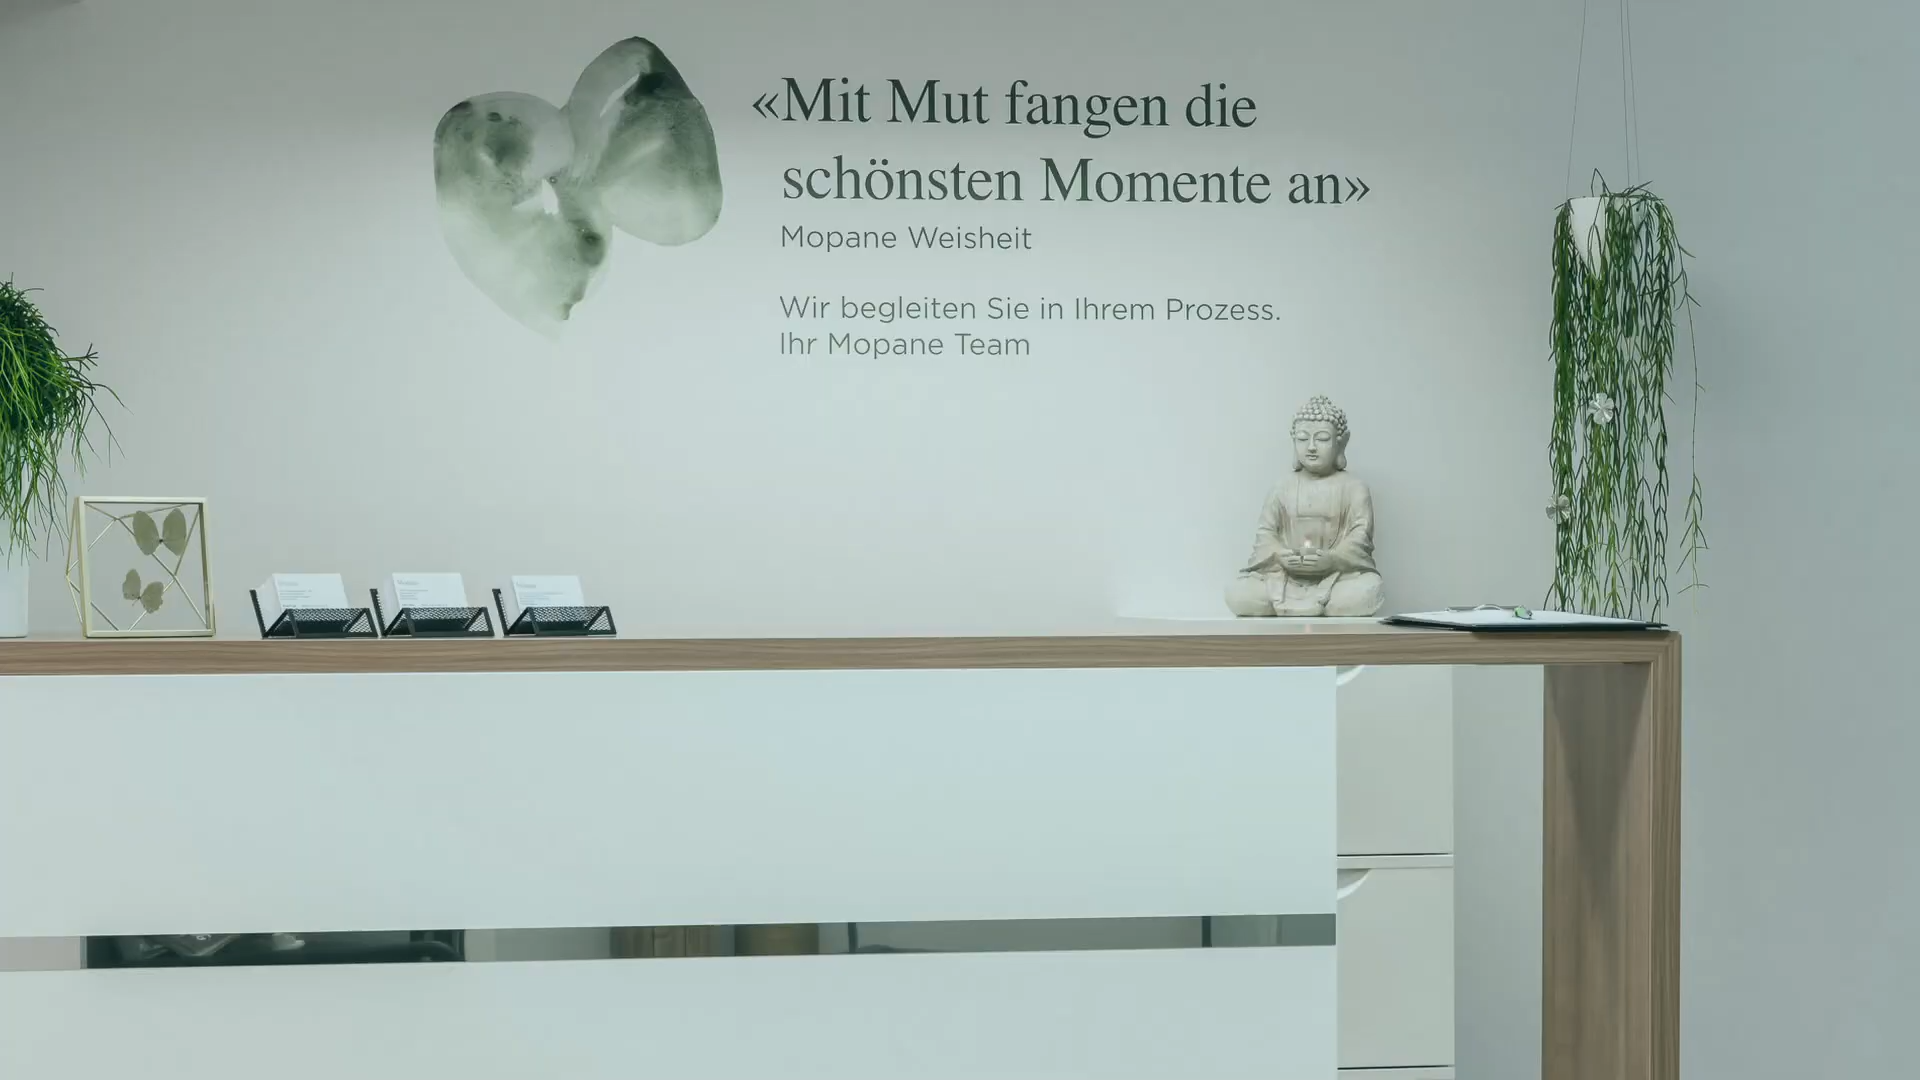 «Mit Mut fangen die
schönsten Momente an»
Mopane Weisheit
Wir begleiten Sie in Ihrem Prozess.
Ihr Mopane Team